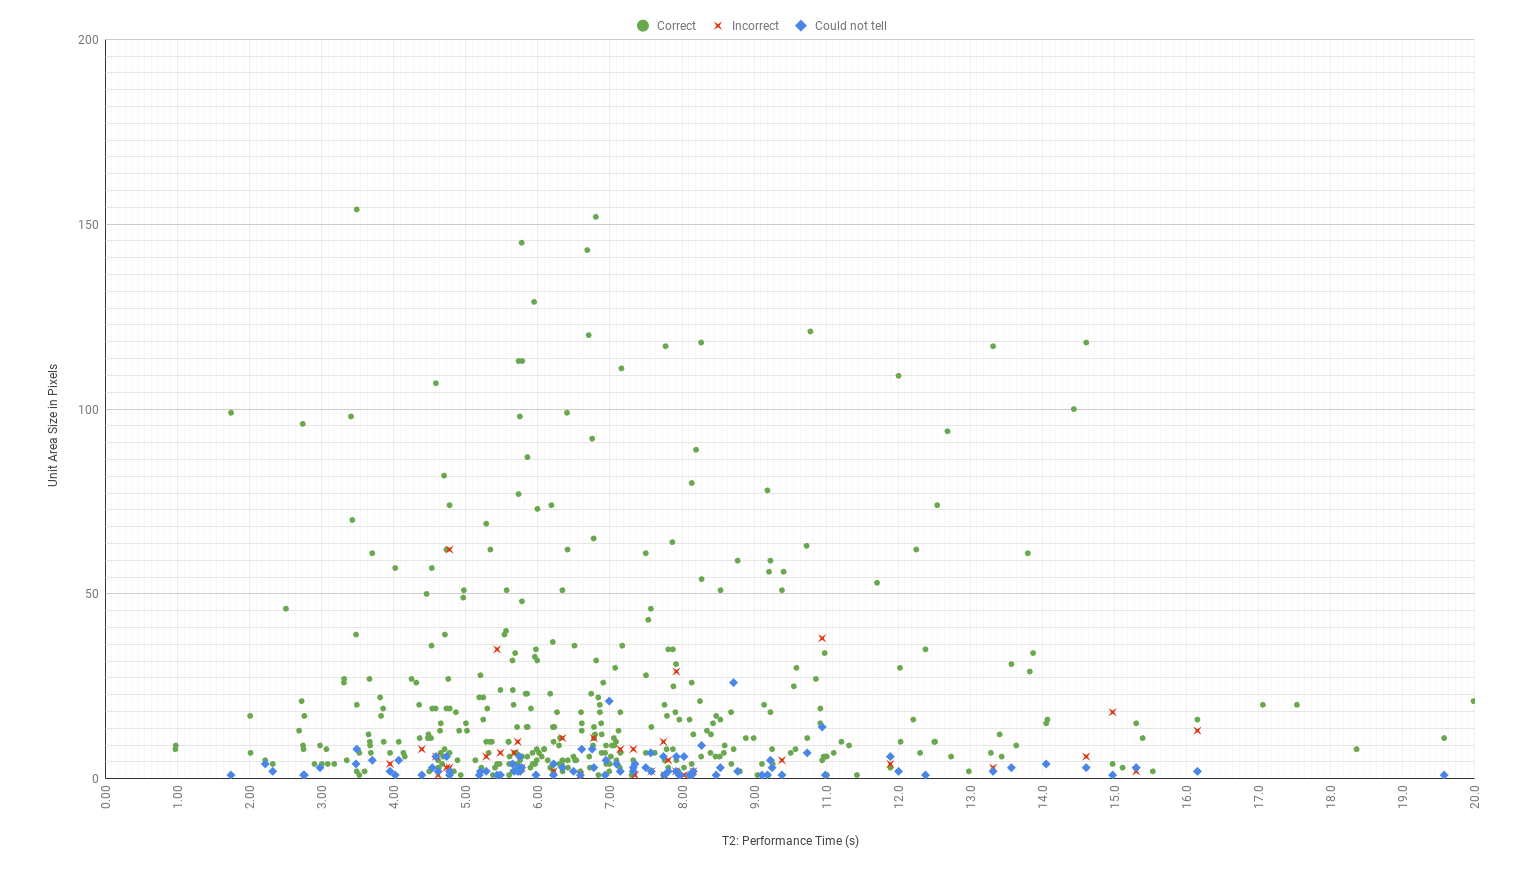 Correct Incorrect Could not tell
200
150
100
50
0
Unit Area Size in Pixels
0.00 1.00 2.00 3.00 4.00 5.00 6.00 7.00 8.00 9.00 11.0 12.0 13.0 14.0 15.0 16.0 17.0 18.0 19.0 20.0
T2: Performance Time (s)